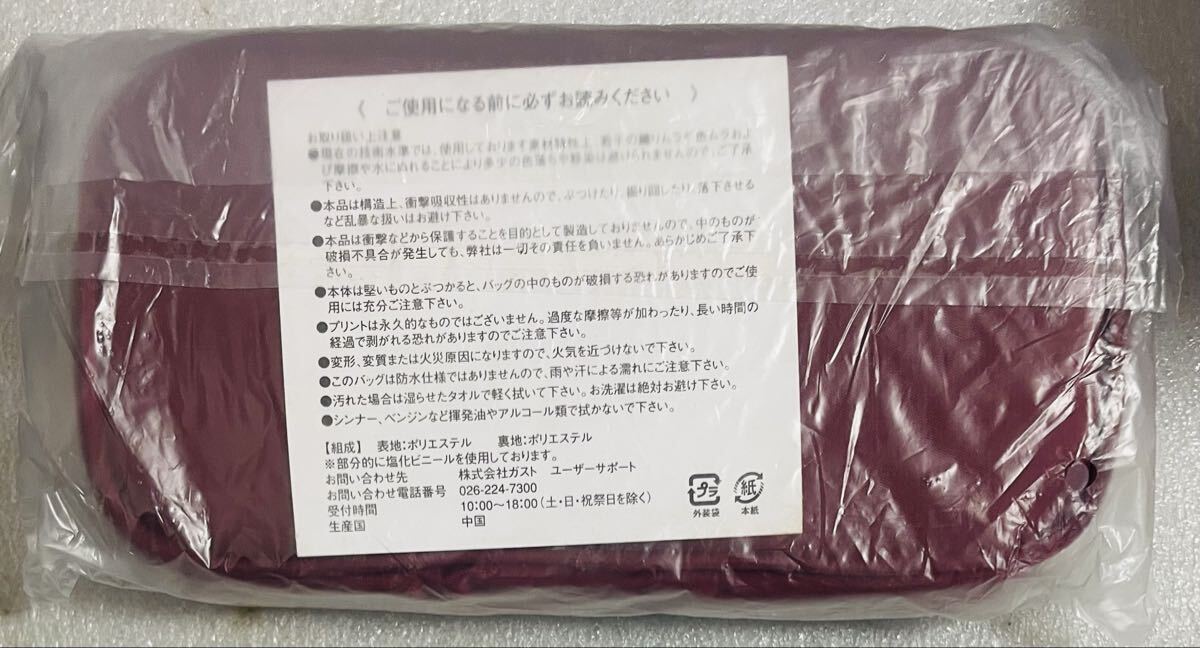 《 ご使用になる前に必ずお読みください 》
お取り扱い上注意
●現在の技術水準では、使用しております素材特性上、若干の織りムラや色ムラおよ
び摩擦や水にぬれることにより多少の色落ちや移染は避けられませんので、ご了承
下さい。
●本品は構造上、衝撃吸収性はありませんので、ぶつけたり、振り回したり、落下させる
など乱暴な扱いはお避け下さい。
●本品は衝撃などから保護することを目的として製造しておりませんので、中のものが
破損不具合が発生しても、弊社は一切その責任を負いません。あらかじめご了承下
さい。
●本体は堅いものとぶつかると、バッグの中のものが破損する恐れがありますのでご使
用には充分ご注意下さい。
●プリントは永久的なものではございません。過度な摩擦等が加わったり、長い時間の
経過で剥がれる恐れがありますのでご注意下さい。
●変形、変質または火災原因になりますので、火気を近づけないで下さい。
●このバッグは防水仕様ではありませんので、雨や汗による濡れにご注意下さい。
●汚れた場合は湿らせたタオルで軽く拭いて下さい。お洗濯は絶対お避け下さい。
●シンナー、ベンジンなど揮発油やアルコール類で拭かないで下さい。
【組成】 表地:ポリエステル 裏地:ポリエステル
※部分的に塩化ビニールを使用しております。
お問い合わせ先 株式会社ガスト ユーザーサポート
お問い合わせ電話番号 026-224-7300
受付時間 10:00～18:00(土・日・祝祭日を除く)
生産国 中国
プラ 紙
外装袋 本紙